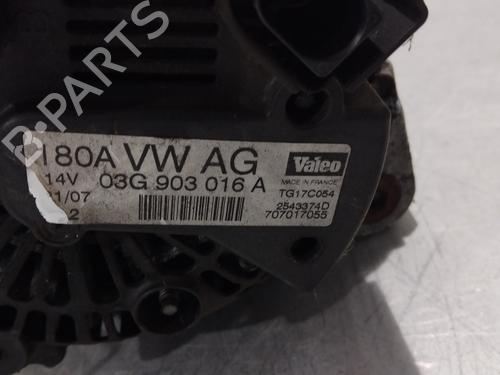 180A VW AG
Valeo
14V 03G 903 016 A
MADE IN FRANCE
TG17C054
1/07
2543374D
2
707017055
B-PARTS